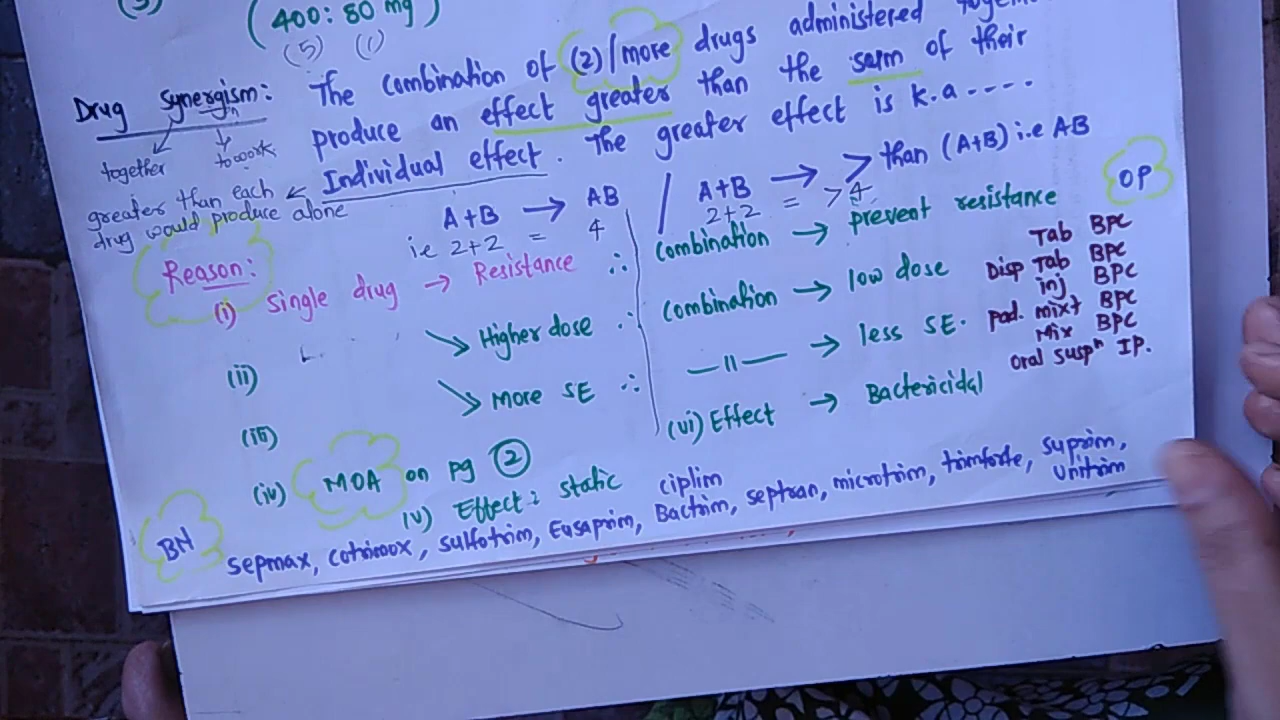 (400: 80 mg)
(5) (1)
Drug Synergism: The combination of (2)/more drugs administered
together to work
produce an effect greater than the sum of their
Individual effect. The greater effect is k.a ....
greater than each drug would produce alone
A+B → AB
i.e 2+2 = 4
A+B → > than (A+B) i.e AB
2+2 = >4
Reason:
(i) Single drug → Resistance ∴ Combination → prevent resistance
(ii) ↘ Higher dose ∴ Combination → low dose
(iii) ↘ More SE ∴ —11— → less SE.
(iv) MOA on pg 2
(v) Effect: static
(vi) Effect → Bactericidal
OP
Tab BPC
Disp Tab BPC
inj BPC
pad. mixt BPC
Mix BPC
oral suspn IP.
BN
ciplim
sepmax, cotrimox, sulfotrim, Eusaprim, Bactrim, septran, microtrim, trimforte, suprim,
unitrim